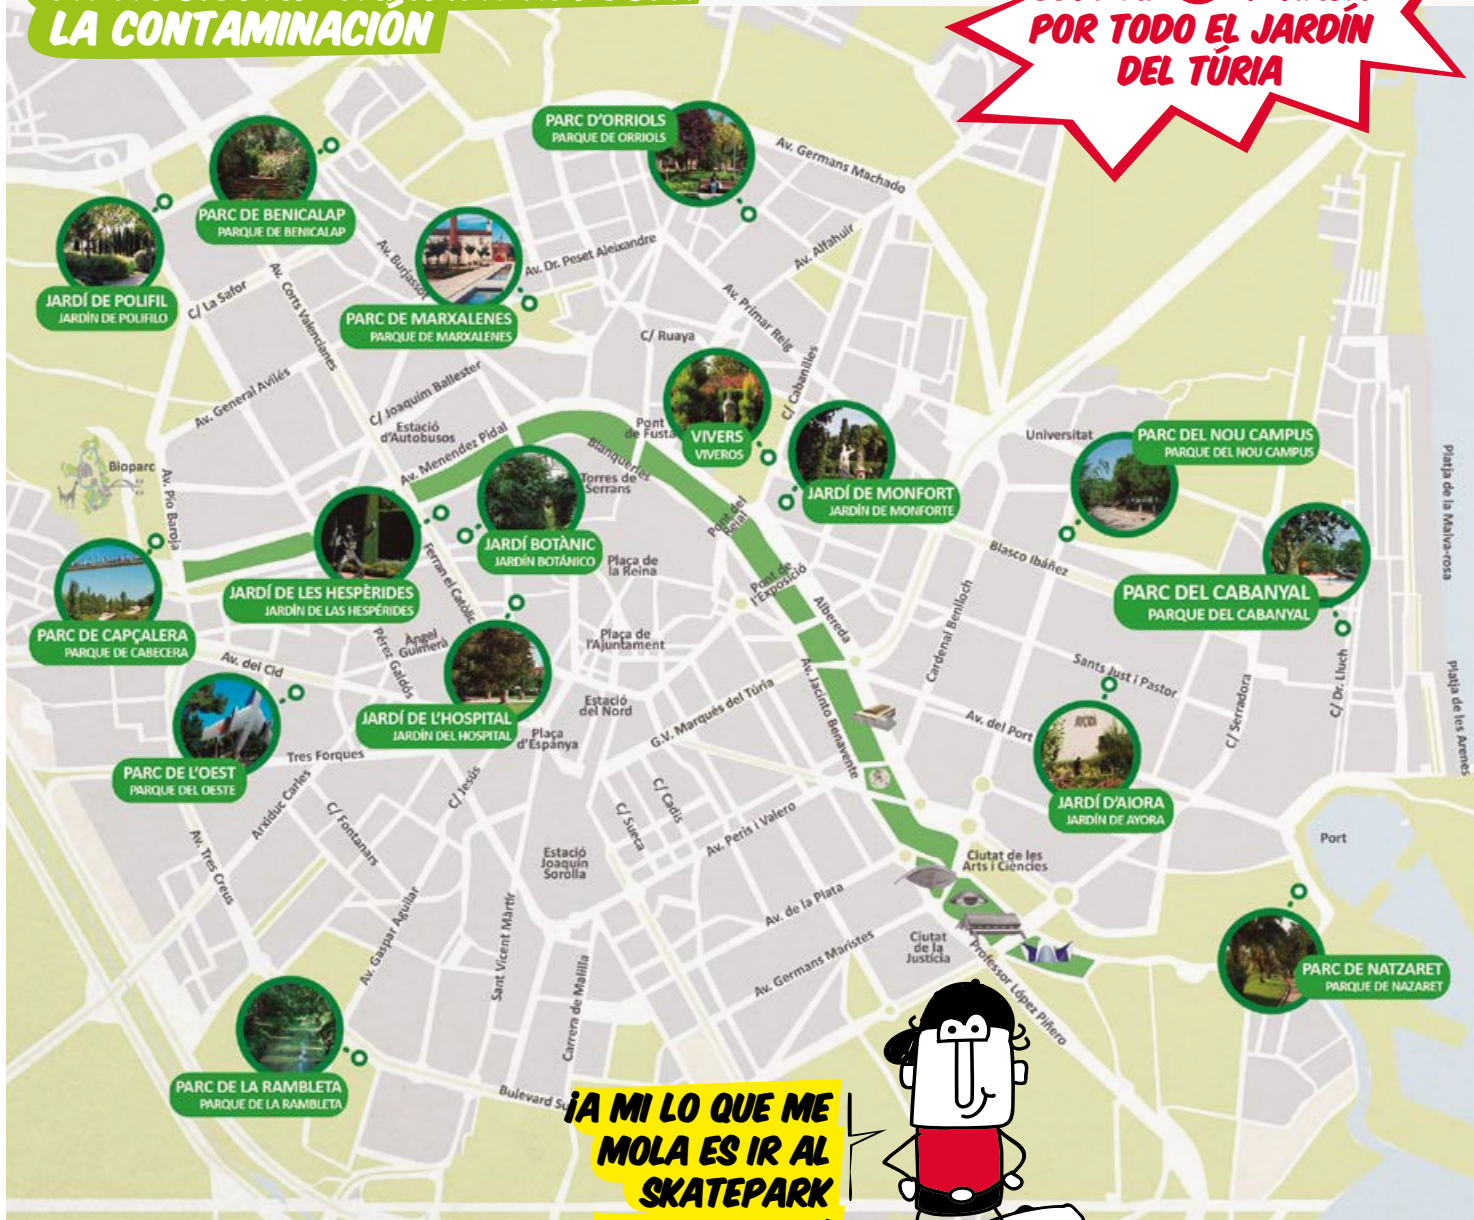 LA CONTAMINACIÓN
POR TODO EL JARDÍN
DEL TÚRIA
PARC D'ORRIOLS
PARQUE DE ORRIOLS
Av. Germans Machado
PARC DE BENICALAP
PARQUE DE BENICALAP
JARDÍ DE POLIFIL
JARDÍN DE POLIFILO
PARC DE MARXALENES
PARQUE DE MARXALENES
Av. Burjassot
Av. Dr. Peset Aleixandre
Av. Alfahuir
C/ La Safor
Av. Corts Valencianes
Av. Primar Reig
C/ Ruaya
C/ Cabanilles
Av. General Avilés
C/ Joaquim Ballester
Estació
d'Autobusos
Av. Menendez Pidal
Pont
de Fusta
Blanqueries
Torres de
Serrans
VIVERS
VIVEROS
JARDÍ DE MONFORT
JARDÍN DE MONFORTE
Universitat
PARC DEL NOU CAMPUS
PARQUE DEL NOU CAMPUS
Platja de la Malva-rosa
Bioparc
Av. Pío Baroja
Pont del
Reial
JARDÍ BOTÀNIC
JARDÍN BOTÁNICO
Plaça de
la Reina
Blasco Ibáñez
Pont de
l'Exposició
JARDÍ DE LES HESPÈRIDES
JARDÍN DE LAS HESPÉRIDES
Ferran el Catòlic
PARC DEL CABANYAL
PARQUE DEL CABANYAL
PARC DE CAPÇALERA
PARQUE DE CABECERA
Àngel
Guimerà
Pérez Galdós
Plaça de
l'Ajuntament
Albereda
Cardenal Benlloch
Av. del Cid
Sants Just i Pastor
C/ Dr. Lluch
Platja de les Arenes
Av. Jacinto Benavente
JARDÍ DE L'HOSPITAL
JARDÍN DEL HOSPITAL
Estació
del Nord
G.V. Marqués del Túria
Av. del Port
C/ Serradora
Plaça
d'Espanya
Tres Forques
PARC DE L'OEST
PARQUE DEL OESTE
Arxiduc Carles
C/ Jesús
C/ Fontanars
C/ Cadis
C/ Sueca
Av. Peris i Valero
JARDÍ D'AIORA
JARDÍN DE AYORA
Port
Av. Tres Creus
Estació
Joaquín
Sorolla
Ciutat de les
Arts i Ciències
Av. Gaspar Aguilar
Sant Vicent Màrtir
Av. de la Plata
Ciutat
de la
Justícia
Av. Germans Maristes
Carrera de Malilla
Professor López Piñero
PARC DE NATZARET
PARQUE DE NAZARET
PARC DE LA RAMBLETA
PARQUE DE LA RAMBLETA
Bulevard
¡A MI LO QUE ME
MOLA ES IR AL
SKATEPARK